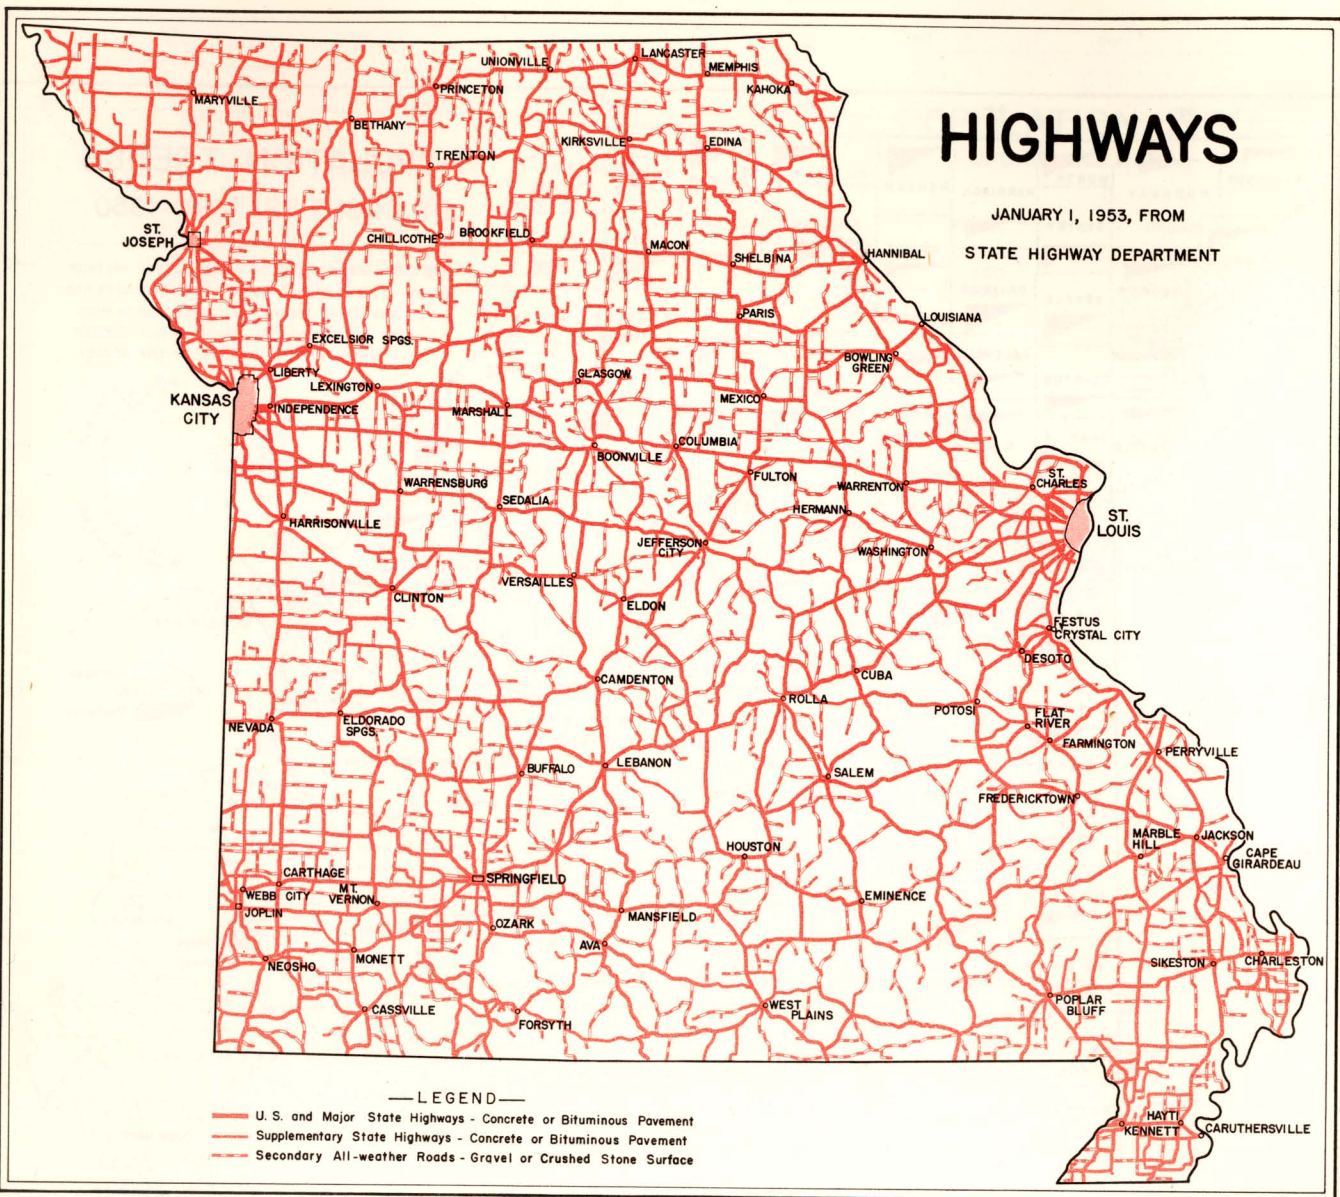 HIGHWAYS
JANUARY 1, 1953, FROM
STATE HIGHWAY DEPARTMENT
LANCASTER
UNIONVILLE
MEMPHIS
PRINCETON
KAHOKA
MARYVILLE
BETHANY
KIRKSVILLE
EDINA
TRENTON
ST.
JOSEPH
CHILLICOTHE
BROOKFIELD
MACON
SHELBINA
HANNIBAL
PARIS
LOUISIANA
EXCELSIOR SPGS.
BOWLING
GREEN
LIBERTY
GLASGOW
LEXINGTON
KANSAS
CITY
INDEPENDENCE
MARSHALL
MEXICO
COLUMBIA
BOONVILLE
FULTON
ST.
CHARLES
WARRENSBURG
WARRENTON
SEDALIA
HERMANN
ST.
LOUIS
HARRISONVILLE
JEFFERSON
CITY
WASHINGTON
VERSAILLES
CLINTON
ELDON
FESTUS
CRYSTAL CITY
DESOTO
CAMDENTON
CUBA
ROLLA
POTOSI
FLAT
RIVER
NEVADA
ELDORADO
SPGS.
FARMINGTON
PERRYVILLE
BUFFALO
LEBANON
SALEM
FREDERICKTOWN
MARBLE
HILL
JACKSON
HOUSTON
CAPE
GIRARDEAU
CARTHAGE
SPRINGFIELD
WEBB CITY
MT.
VERNON
EMINENCE
JOPLIN
MANSFIELD
OZARK
AVA
NEOSHO
MONETT
SIKESTON
CHARLESTON
CASSVILLE
WEST
PLAINS
POPLAR
BLUFF
FORSYTH
HAYTI
KENNETT
CARUTHERSVILLE
LEGEND
U. S. and Major State Highways - Concrete or Bituminous Pavement
Supplementary State Highways - Concrete or Bituminous Pavement
Secondary All-weather Roads - Gravel or Crushed Stone Surface